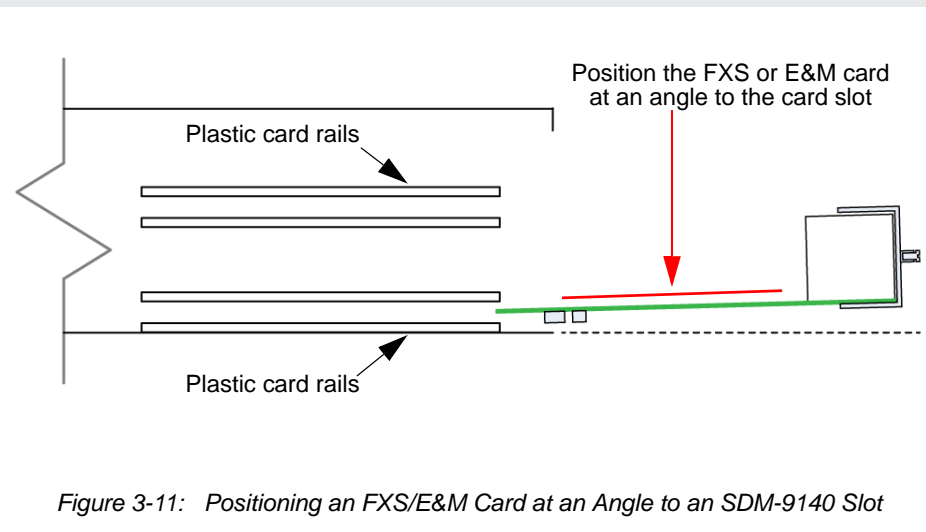 Position the FXS or E&M card
at an angle to the card slot
Plastic card rails
Plastic card rails
Figure 3-11: Positioning an FXS/E&M Card at an Angle to an SDM-9140 Slot